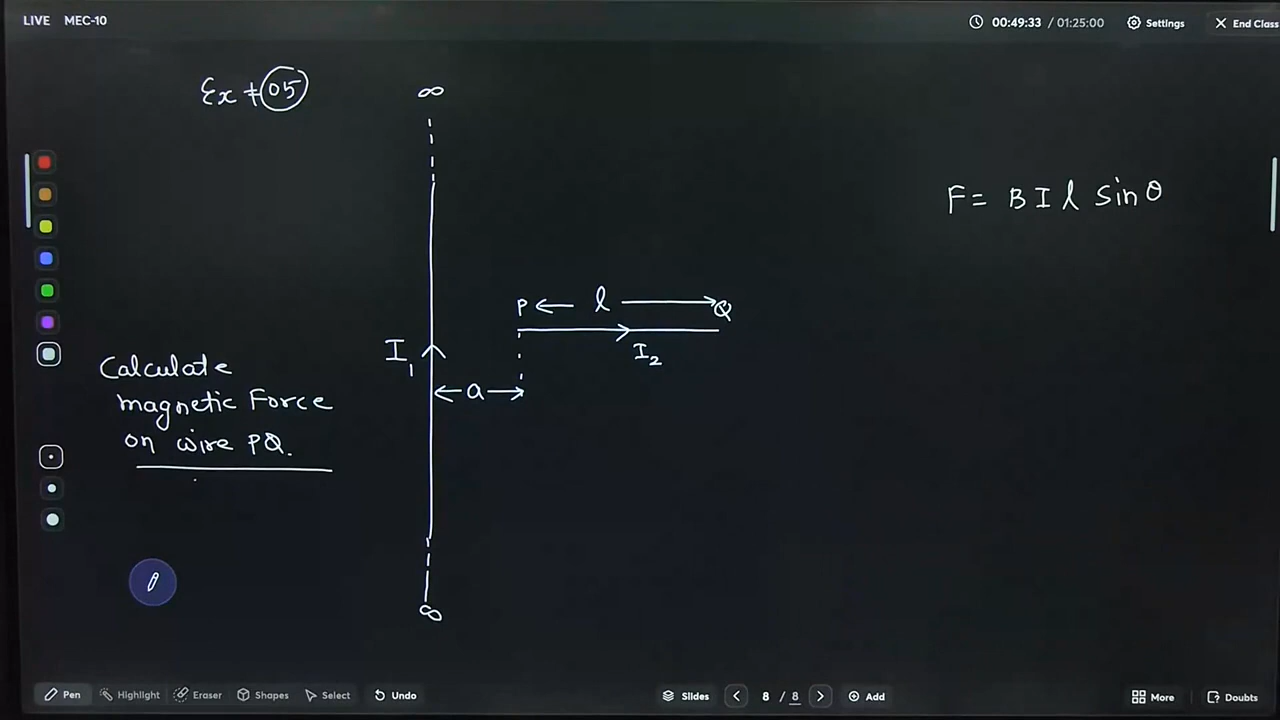 LIVE MEC-10
00:49:33 / 01:25:00 Settings End Class
Ex ≠ 05
∞
F = B I l sin θ
P l Q
I₁
I₂
a
Calculate
magnetic Force
on wire PQ.
∞
Pen Highlight Eraser Shapes Select Undo
Slides 8 / 8 Add
More Doubts